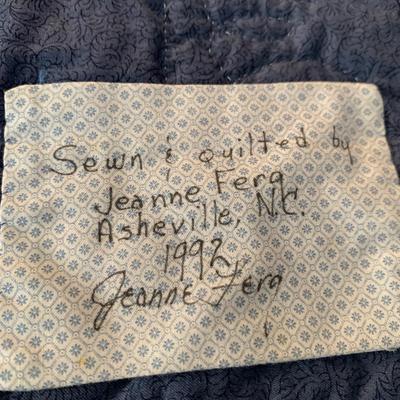 Sewn & quilted by
Jeanne Ferg
Asheville, N.C.
1992
Jeanne Ferg